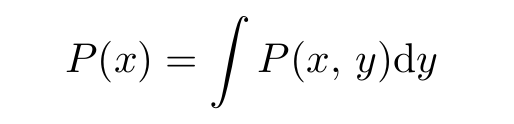 P(x) = ∫ P(x, y)dy